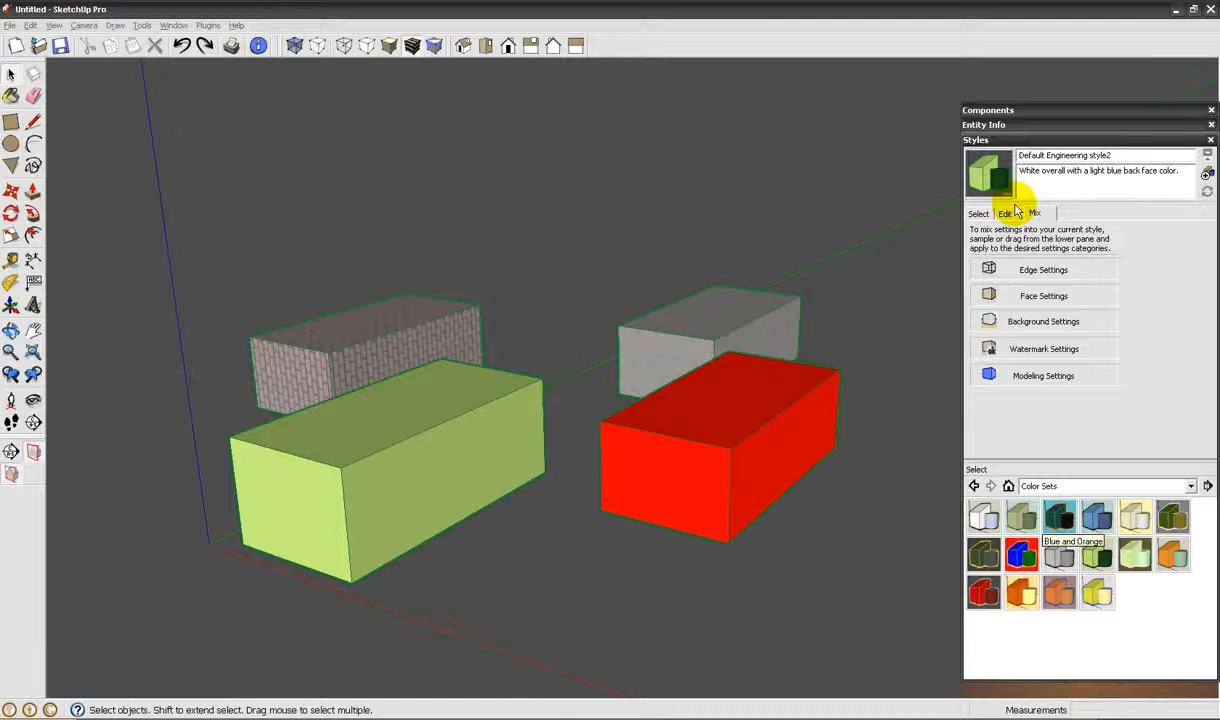 Untitled - SketchUp Pro
File Edit View Camera Draw Tools Window Plugins Help
Components
Entity Info
Styles
Default Engineering style2
White overall with a light blue back face color.
Select Edit Mix
To mix settings into your current style,
sample or drag from the lower pane and
apply to the desired settings categories.
Edge Settings
Face Settings
Background Settings
Watermark Settings
Modeling Settings
Select
Color Sets
Blue and Orange
Select objects. Shift to extend select. Drag mouse to select multiple.
Measurements